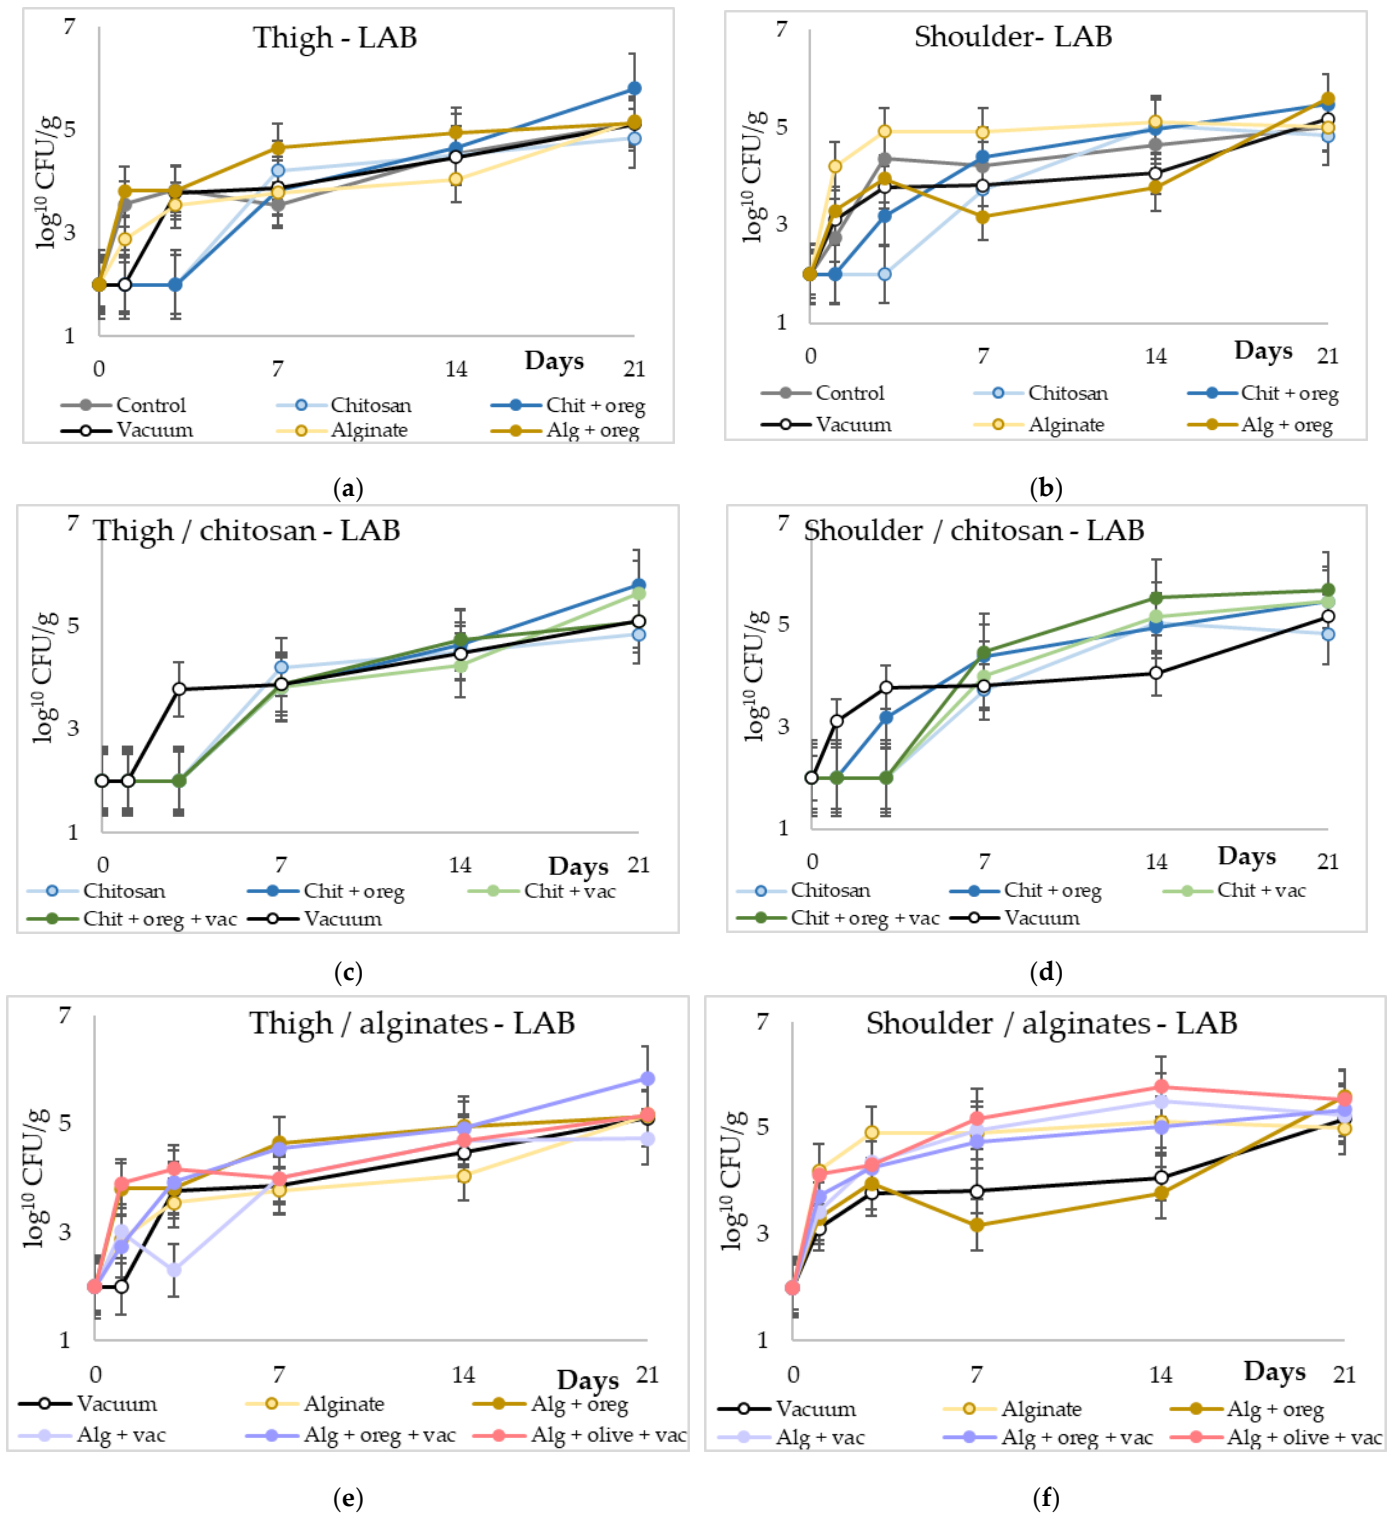 Thigh - LAB
7
5
3
1
log10 CFU/g
0 7 14 21
Days
Control Chitosan Chit + oreg
Vacuum Alginate Alg + oreg
(a)
Shoulder- LAB
7
5
3
1
log10 CFU/g
0 7 14 21
Days
Control Chitosan Chit + oreg
Vacuum Alginate Alg + oreg
(b)
Thigh / chitosan - LAB
7
5
3
1
log10 CFU/g
0 7 14 21
Days
Chitosan Chit + oreg Chit + vac
Chit + oreg + vac Vacuum
(c)
Shoulder / chitosan - LAB
7
5
3
1
log10 CFU/g
0 7 14 21
Days
Chitosan Chit + oreg Chit + vac
Chit + oreg + vac Vacuum
(d)
Thigh / alginates - LAB
7
5
3
1
log10 CFU/g
0 7 14 21
Days
Vacuum Alginate Alg + oreg
Alg + vac Alg + oreg + vac Alg + olive + vac
(e)
Shoulder / alginates - LAB
7
5
3
1
log10 CFU/g
0 7 14 21
Days
Vacuum Alginate Alg + oreg
Alg + vac Alg + oreg + vac Alg + olive + vac
(f)